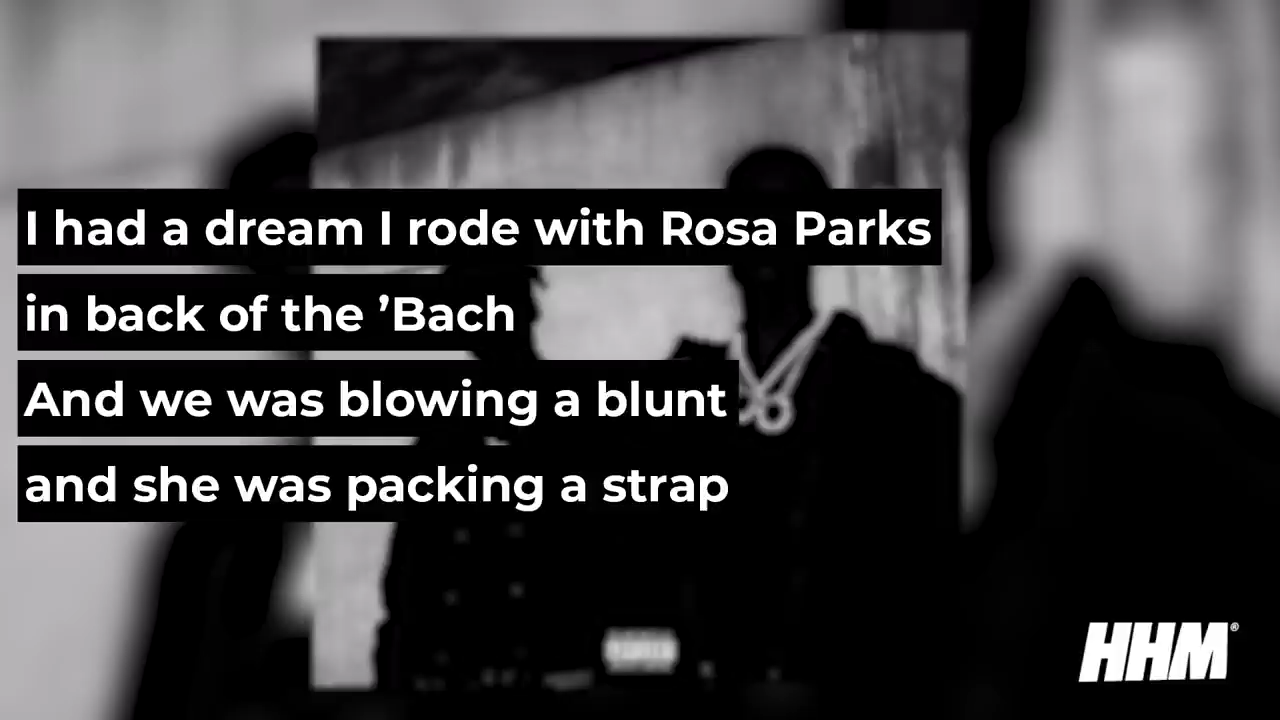 I had a dream I rode with Rosa Parks
in back of the ’Bach
And we was blowing a blunt
and she was packing a strap
HHM®